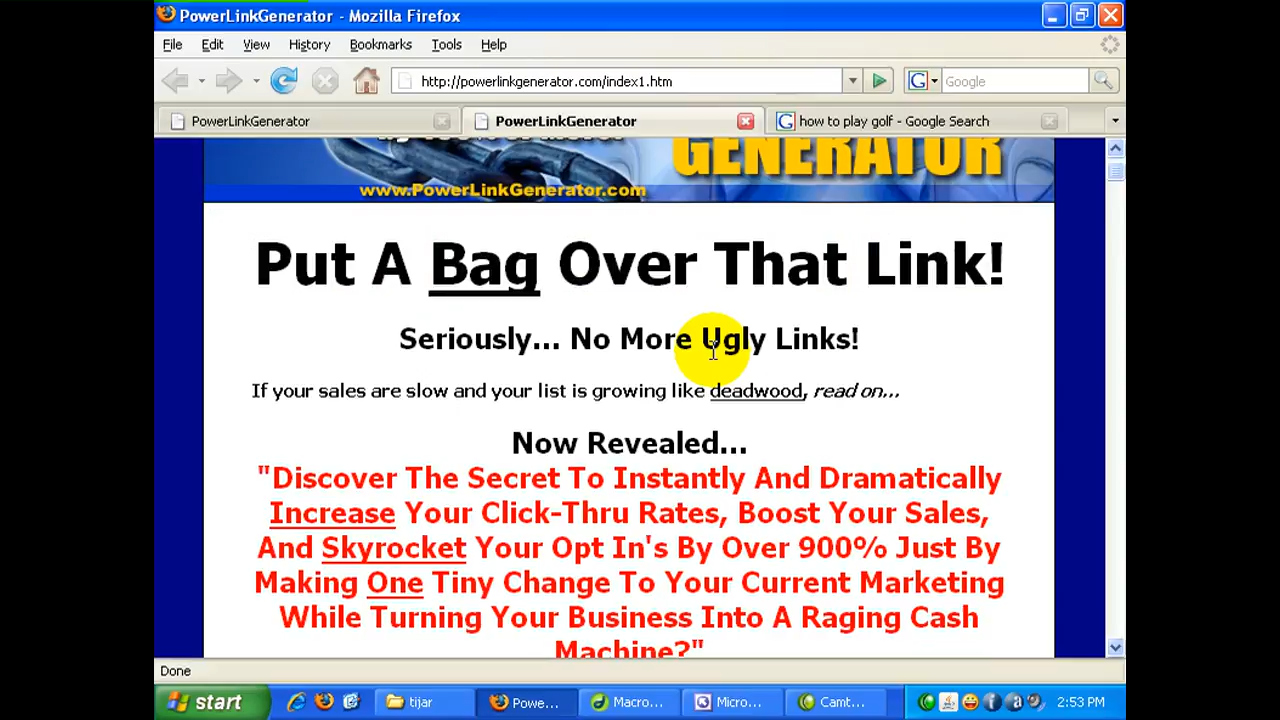 PowerLinkGenerator - Mozilla Firefox
File Edit View History Bookmarks Tools Help
http://powerlinkgenerator.com/index1.htm
G Google
PowerLinkGenerator
PowerLinkGenerator
how to play golf - Google Search
GENERATOR
www.PowerLinkGenerator.com
Put A Bag Over That Link!
Seriously... No More Ugly Links!
If your sales are slow and your list is growing like deadwood, read on...
Now Revealed...
"Discover The Secret To Instantly And Dramatically
Increase Your Click-Thru Rates, Boost Your Sales,
And Skyrocket Your Opt In's By Over 900% Just By
Making One Tiny Change To Your Current Marketing
While Turning Your Business Into A Raging Cash
Machine?"
Done
start tijar Powe... Macro... Micro... Camt... 2:53 PM